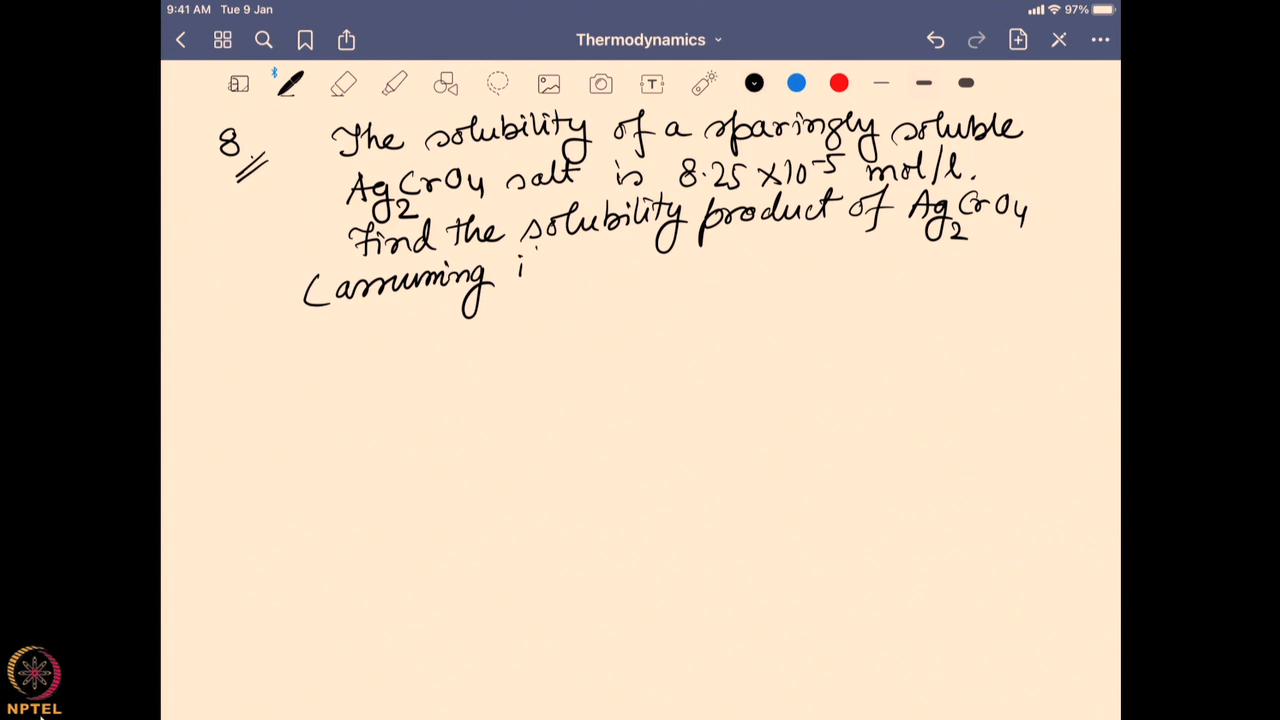 9:41 AM Tue 9 Jan 97%
Thermodynamics
T
8. The solubility of a sparingly soluble
Ag2CrO4 salt is 8.25 ×10⁻⁵ mol/l.
Find the solubility product of Ag2CrO4
(assuming i
NPTEL